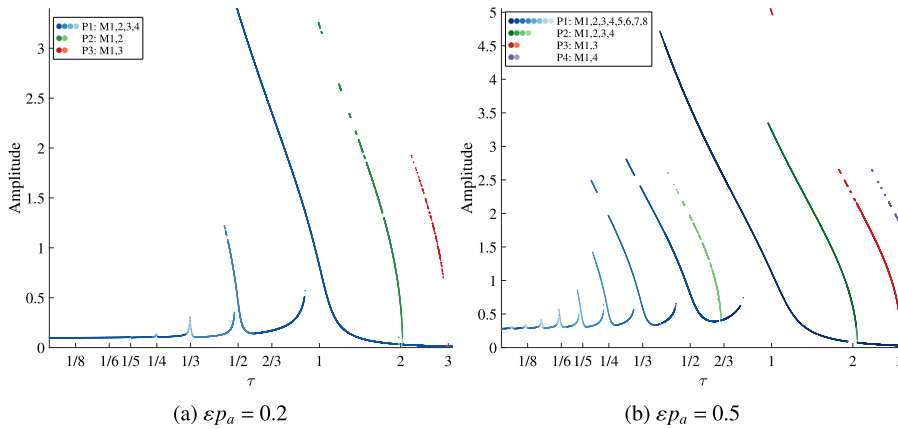 P1: M1,2,3,4
P2: M1,2
P3: M1,3
Amplitude
3
2.5
2
1.5
1
0.5
0
1/8 1/6 1/5 1/4 1/3 1/2 2/3 1 2 3
τ
(a) εpₐ = 0.2
P1: M1,2,3,4,5,6,7,8
P2: M1,2,3,4
P3: M1,3
P4: M1,4
Amplitude
5
4.5
4
3.5
3
2.5
2
1.5
1
0.5
0
1/8 1/6 1/5 1/4 1/3 1/2 2/3 1 2 3
τ
(b) εpₐ = 0.5